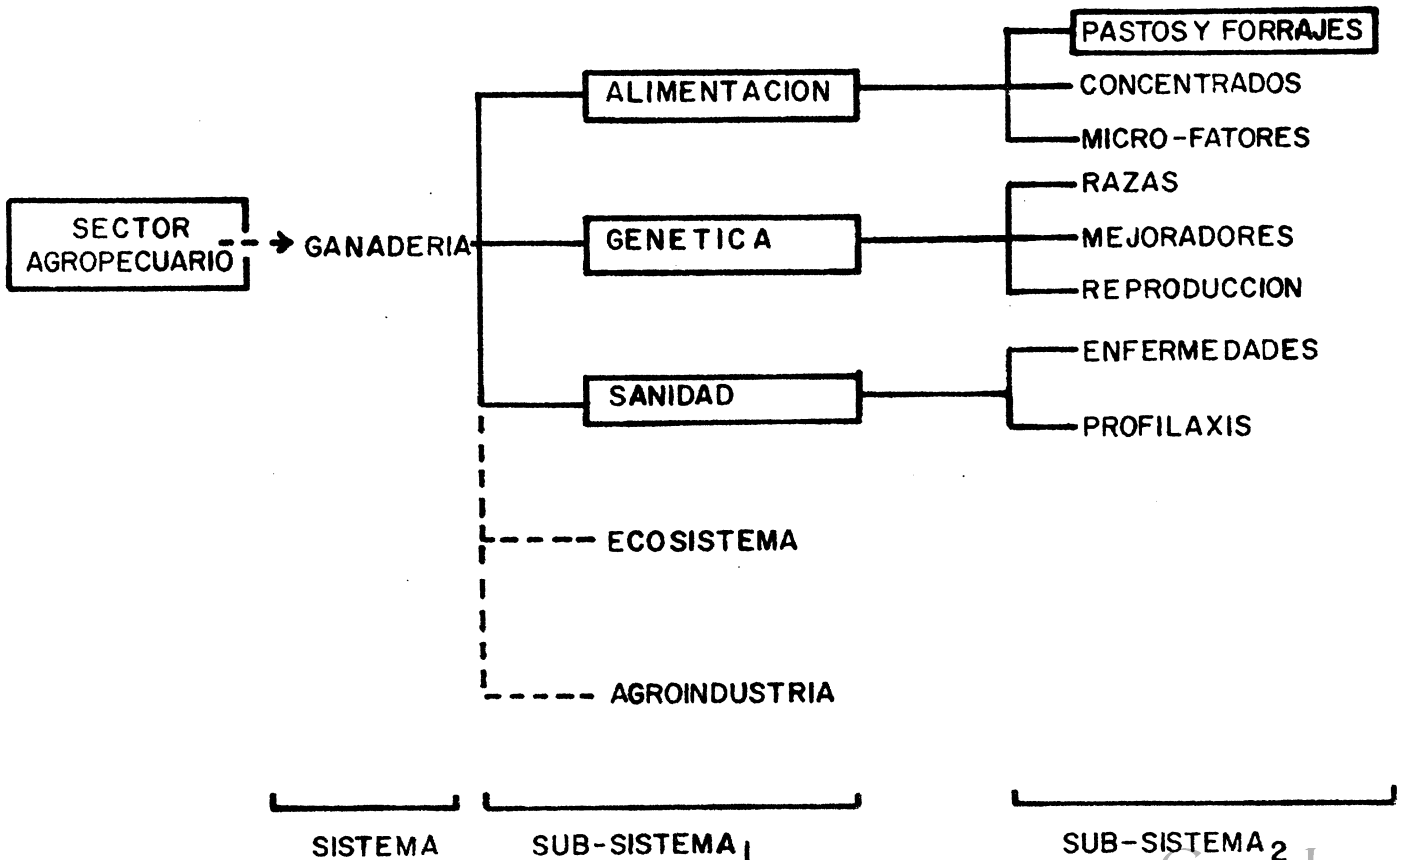 PASTOS Y FORRAJES
ALIMENTACION
CONCENTRADOS
MICRO-FATORES
RAZAS
SECTOR
AGROPECUARIO
GANADERIA
GENETICA
MEJORADORES
REPRODUCCION
ENFERMEDADES
SANIDAD
PROFILAXIS
ECOSISTEMA
AGROINDUSTRIA
SISTEMA
SUB-SISTEMA1
SUB-SISTEMA2